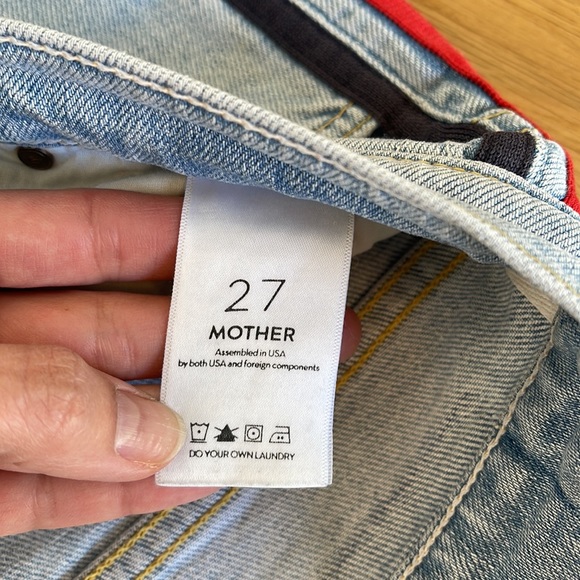 27
MOTHER
Assembled in USA
by both USA and foreign components
DO YOUR OWN LAUNDRY